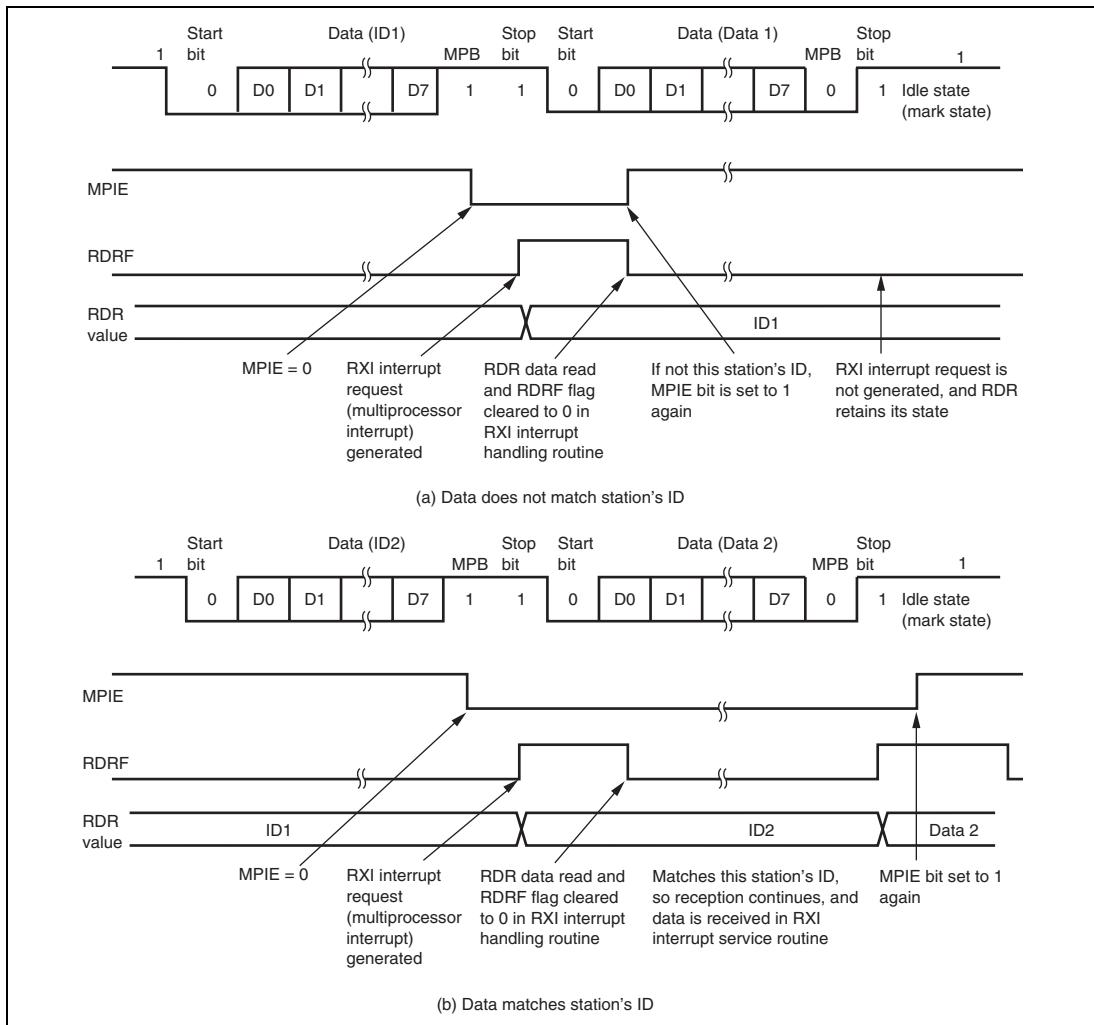 Start Data (ID1) Stop Start Data (Data 1) Stop
1 bit MPB bit bit MPB bit 1
0 D0 D1 D7 1 1 0 D0 D1 D7 0 1 Idle state
(mark state)
MPIE
RDRF
RDR
value
ID1
MPIE = 0
RXI interrupt
request
(multiprocessor
interrupt)
generated
RDR data read
and RDRF flag
cleared to 0 in
RXI interrupt
handling routine
If not this station's ID,
MPIE bit is set to 1
again
RXI interrupt request is
not generated, and RDR
retains its state
(a) Data does not match station's ID
Start Data (ID2) Stop Start Data (Data 2) Stop
1 bit MPB bit bit MPB bit 1
0 D0 D1 D7 1 1 0 D0 D1 D7 0 1 Idle state
(mark state)
MPIE
RDRF
RDR
value
ID1 ID2 Data 2
MPIE = 0
RXI interrupt
request
(multiprocessor
interrupt)
generated
RDR data read and
RDRF flag cleared
to 0 in RXI interrupt
handling routine
Matches this station's ID,
so reception continues, and
data is received in RXI
interrupt service routine
MPIE bit set to 1
again
(b) Data matches station's ID